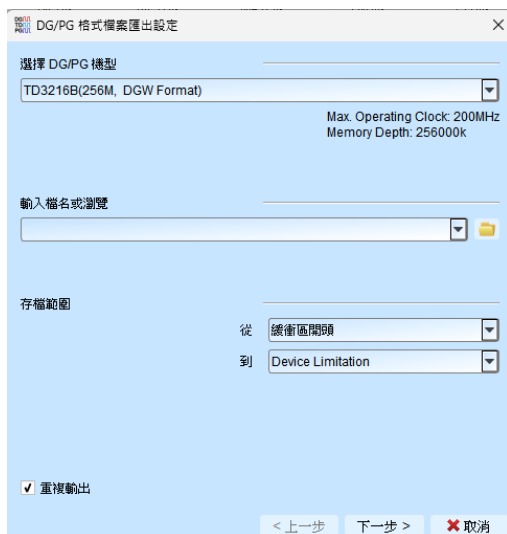 DG/PG 格式檔案匯出設定
選擇 DG/PG 機型
TD3216B(256M, DGW Format)
Max. Operating Clock: 200MHz
Memory Depth: 256000k
輸入檔名或瀏覽
存檔範圍
從 緩衝區開頭
到 Device Limitation
重複輸出
<上一步 下一步 > 取消